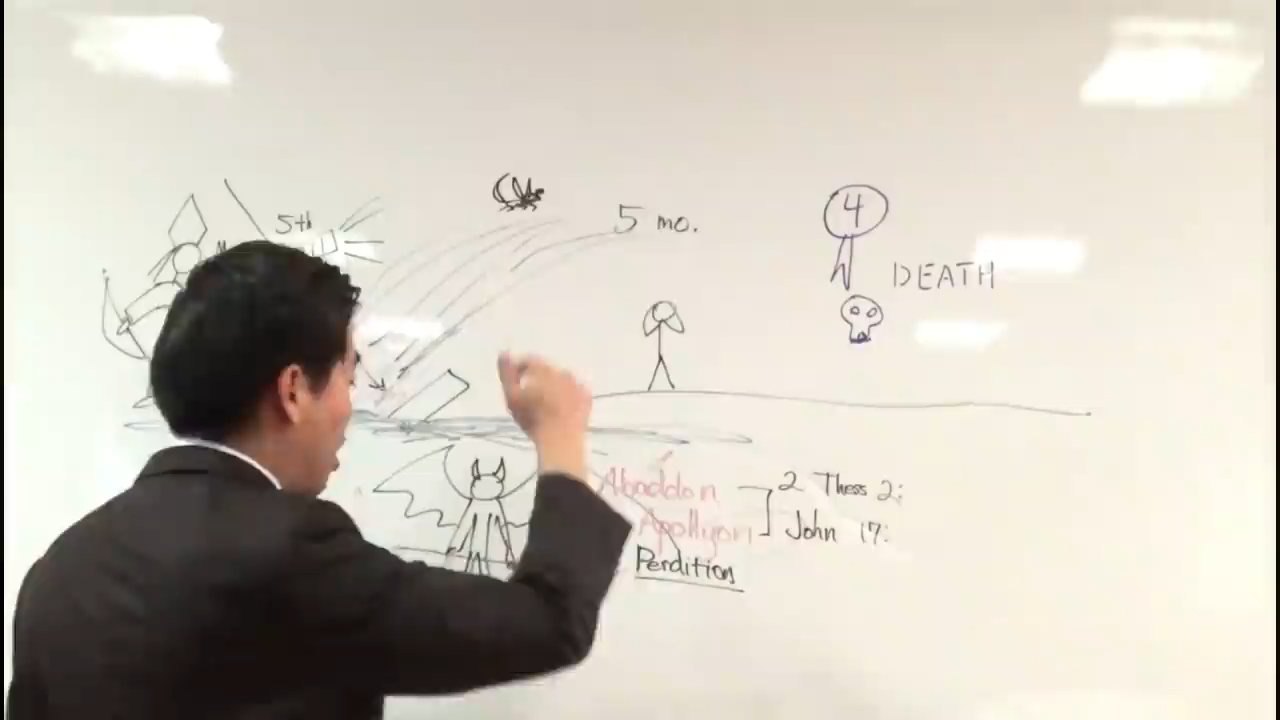 5th
5 mo.
4
DEATH
Abaddon
2 Thess 2:
Apollyon
John 17:
Perdition